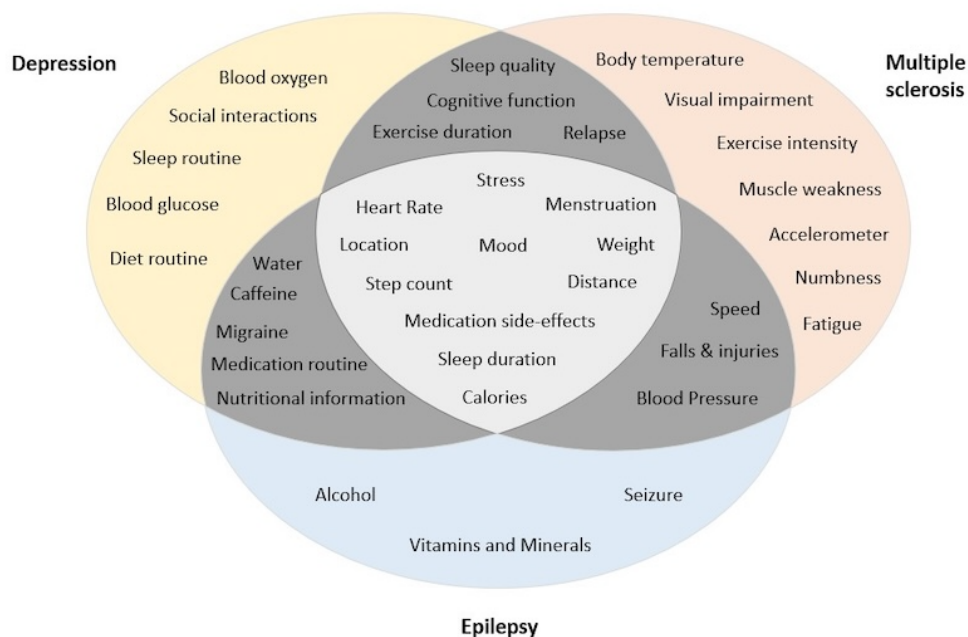 Depression
Multiple
sclerosis
Blood oxygen
Social interactions
Sleep routine
Blood glucose
Diet routine
Sleep quality
Cognitive function
Exercise duration
Relapse
Body temperature
Visual impairment
Exercise intensity
Muscle weakness
Accelerometer
Numbness
Fatigue
Stress
Heart Rate
Menstruation
Location
Mood
Weight
Step count
Distance
Medication side-effects
Sleep duration
Calories
Water
Caffeine
Migraine
Medication routine
Nutritional information
Speed
Falls & injuries
Blood Pressure
Alcohol
Seizure
Vitamins and Minerals
Epilepsy